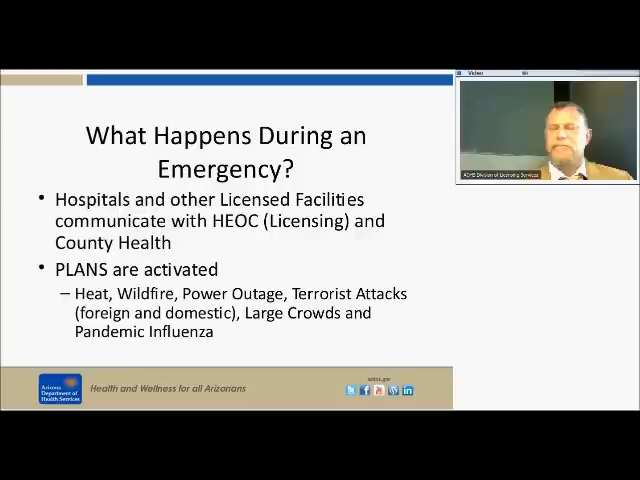 Video
What Happens During an
Emergency?
• Hospitals and other Licensed Facilities
communicate with HEOC (Licensing) and
County Health
• PLANS are activated
– Heat, Wildfire, Power Outage, Terrorist Attacks
(foreign and domestic), Large Crowds and
Pandemic Influenza
ADHS Division of Licensing Services
Arizona
Department of
Health Services
Health and Wellness for all Arizonans
azdhs.gov